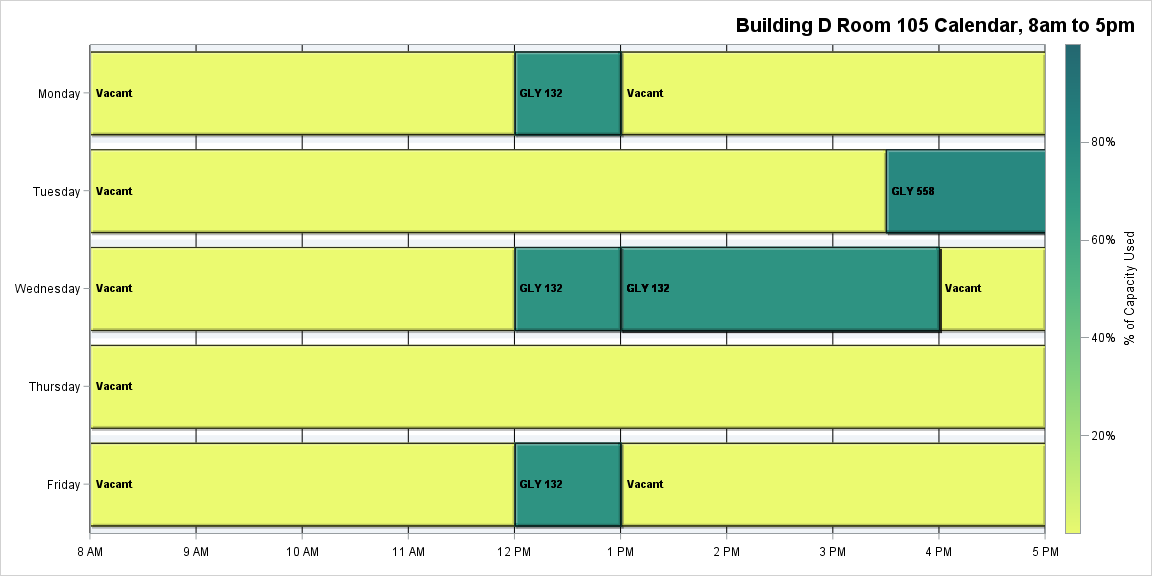 Building D Room 105 Calendar, 8am to 5pm
Monday
Vacant
GLY 132
Vacant
Tuesday
Vacant
GLY 558
Wednesday
Vacant
GLY 132
GLY 132
Vacant
Thursday
Vacant
Friday
Vacant
GLY 132
Vacant
8 AM 9 AM 10 AM 11 AM 12 PM 1 PM 2 PM 3 PM 4 PM 5 PM
80%
60%
40%
20%
% of Capacity Used